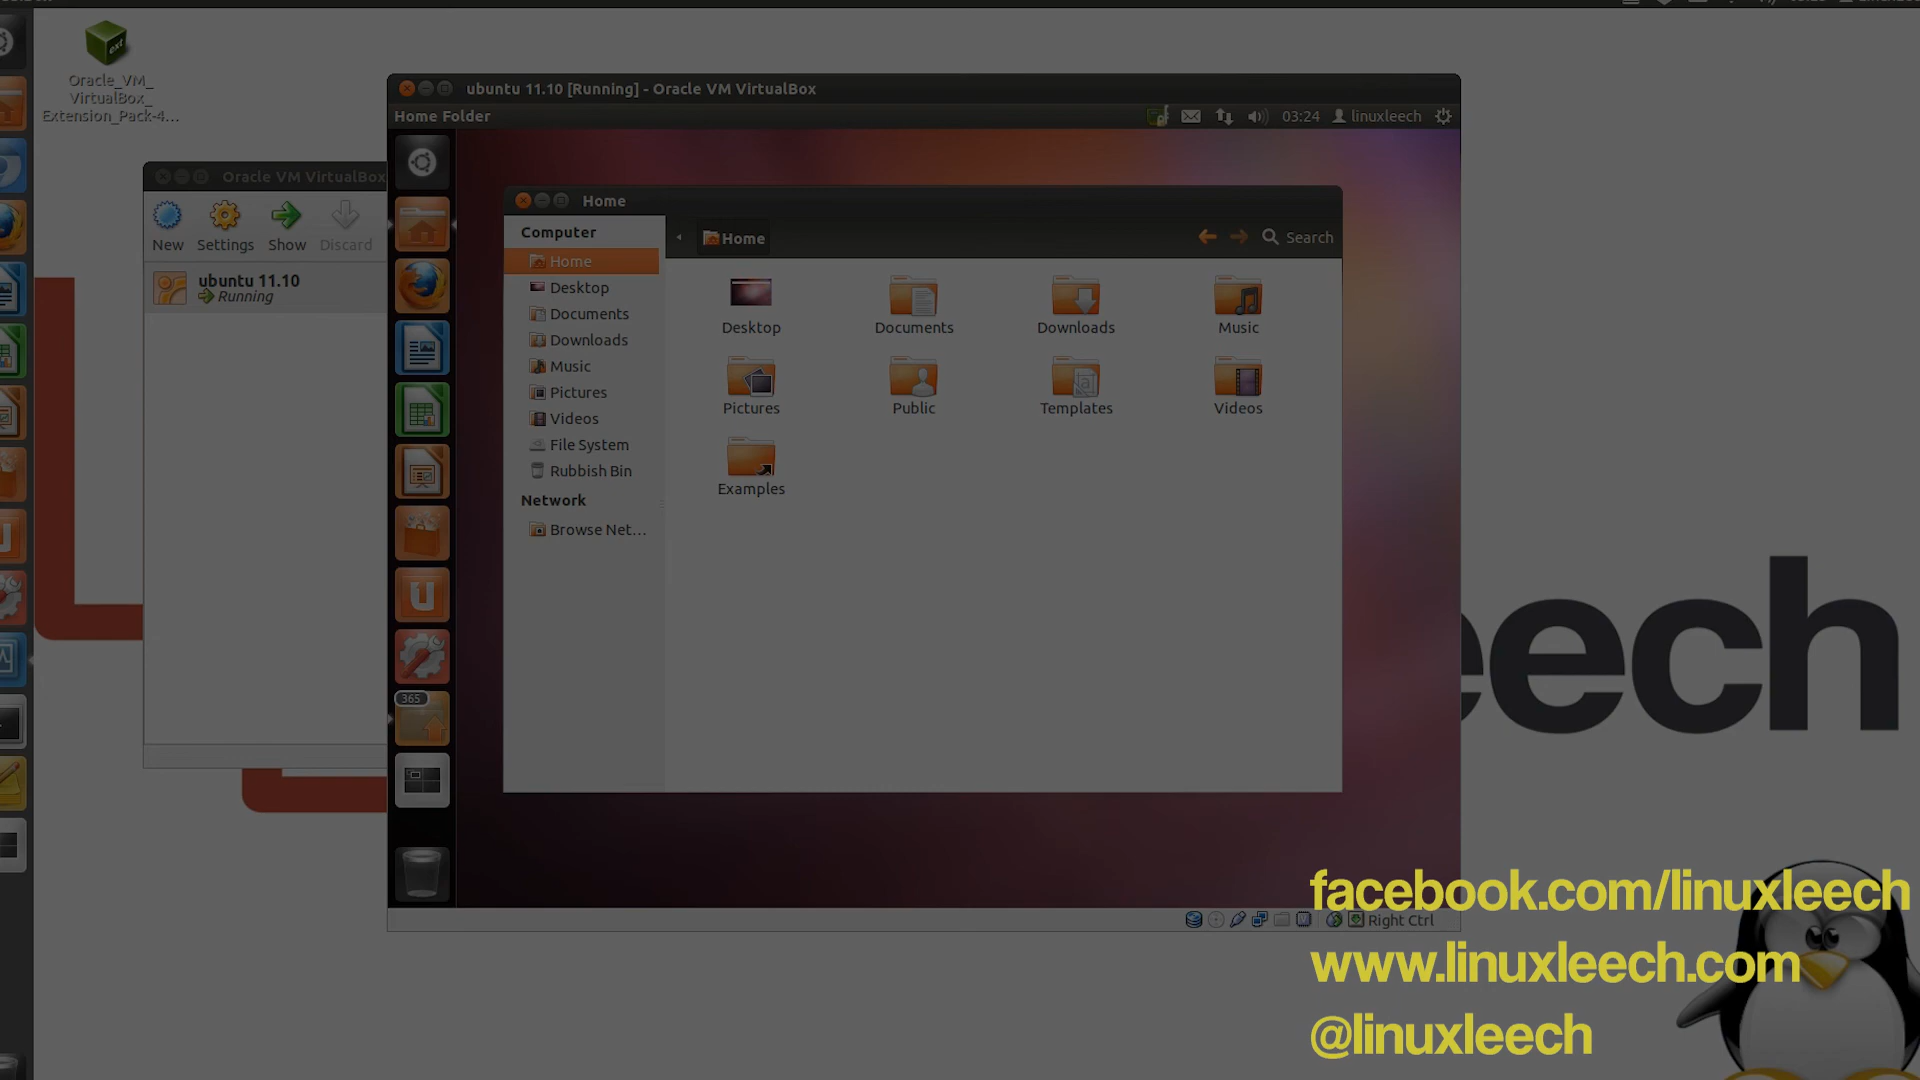 ext
Oracle_VM_
VirtualBox_
Extension_Pack-4...
Oracle VM VirtualBox
New
Settings
Show
Discard
ubuntu 11.10
Running
ubuntu 11.10 [Running] - Oracle VM VirtualBox
Home Folder
03:24
linuxleech
365
Home
Computer
Home
Desktop
Documents
Downloads
Music
Pictures
Videos
File System
Rubbish Bin
Network
Browse Net...
Home
Search
Desktop
Documents
Downloads
Music
Pictures
Public
Templates
Videos
Examples
Right Ctrl
eech
facebook.com/linuxleech
www.linuxleech.com
@linuxleech